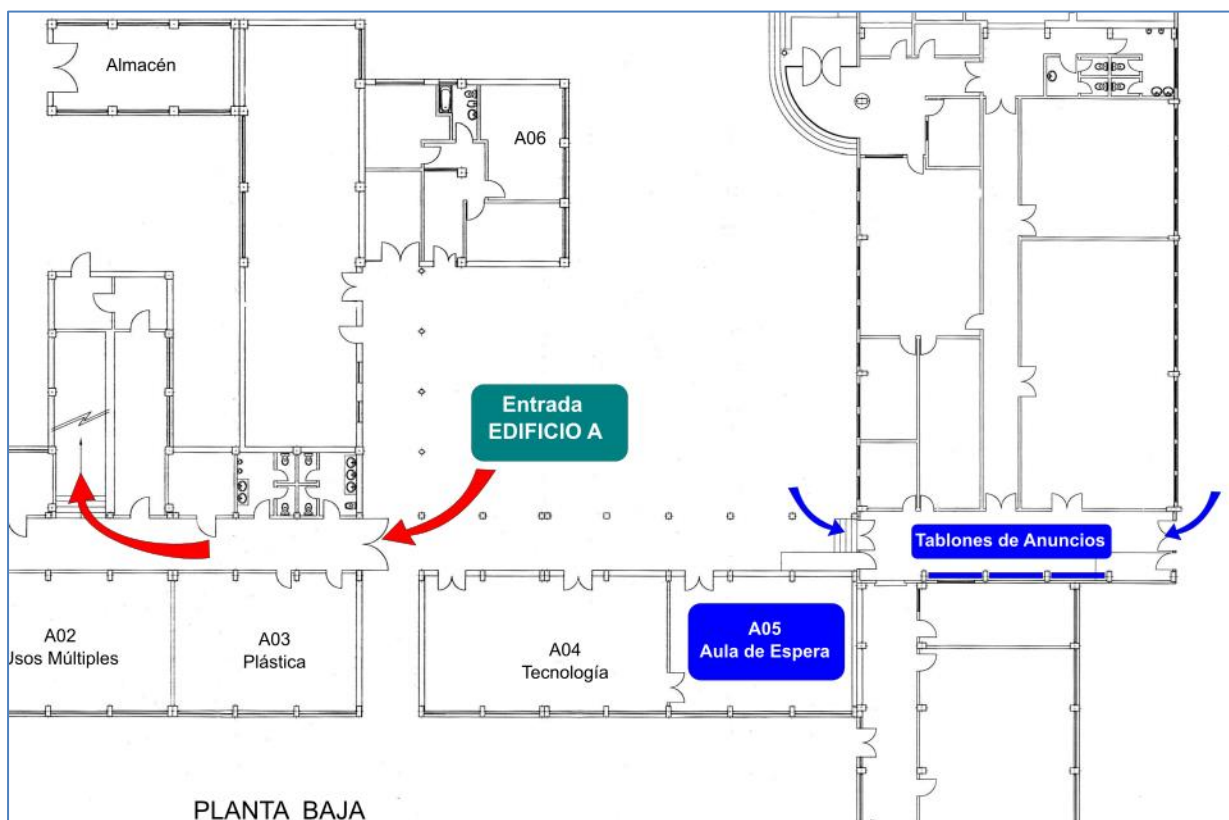 Almacén
A06
Entrada
EDIFICIO A
Tablones de Anuncios
A02
Usos Múltiples
A03
Plástica
A04
Tecnología
A05
Aula de Espera
PLANTA BAJA